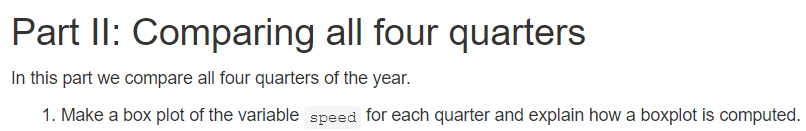 Part II: Comparing all four quarters
In this part we compare all four quarters of the year.
1. Make a box plot of the variable speed for each quarter and explain how a boxplot is computed.